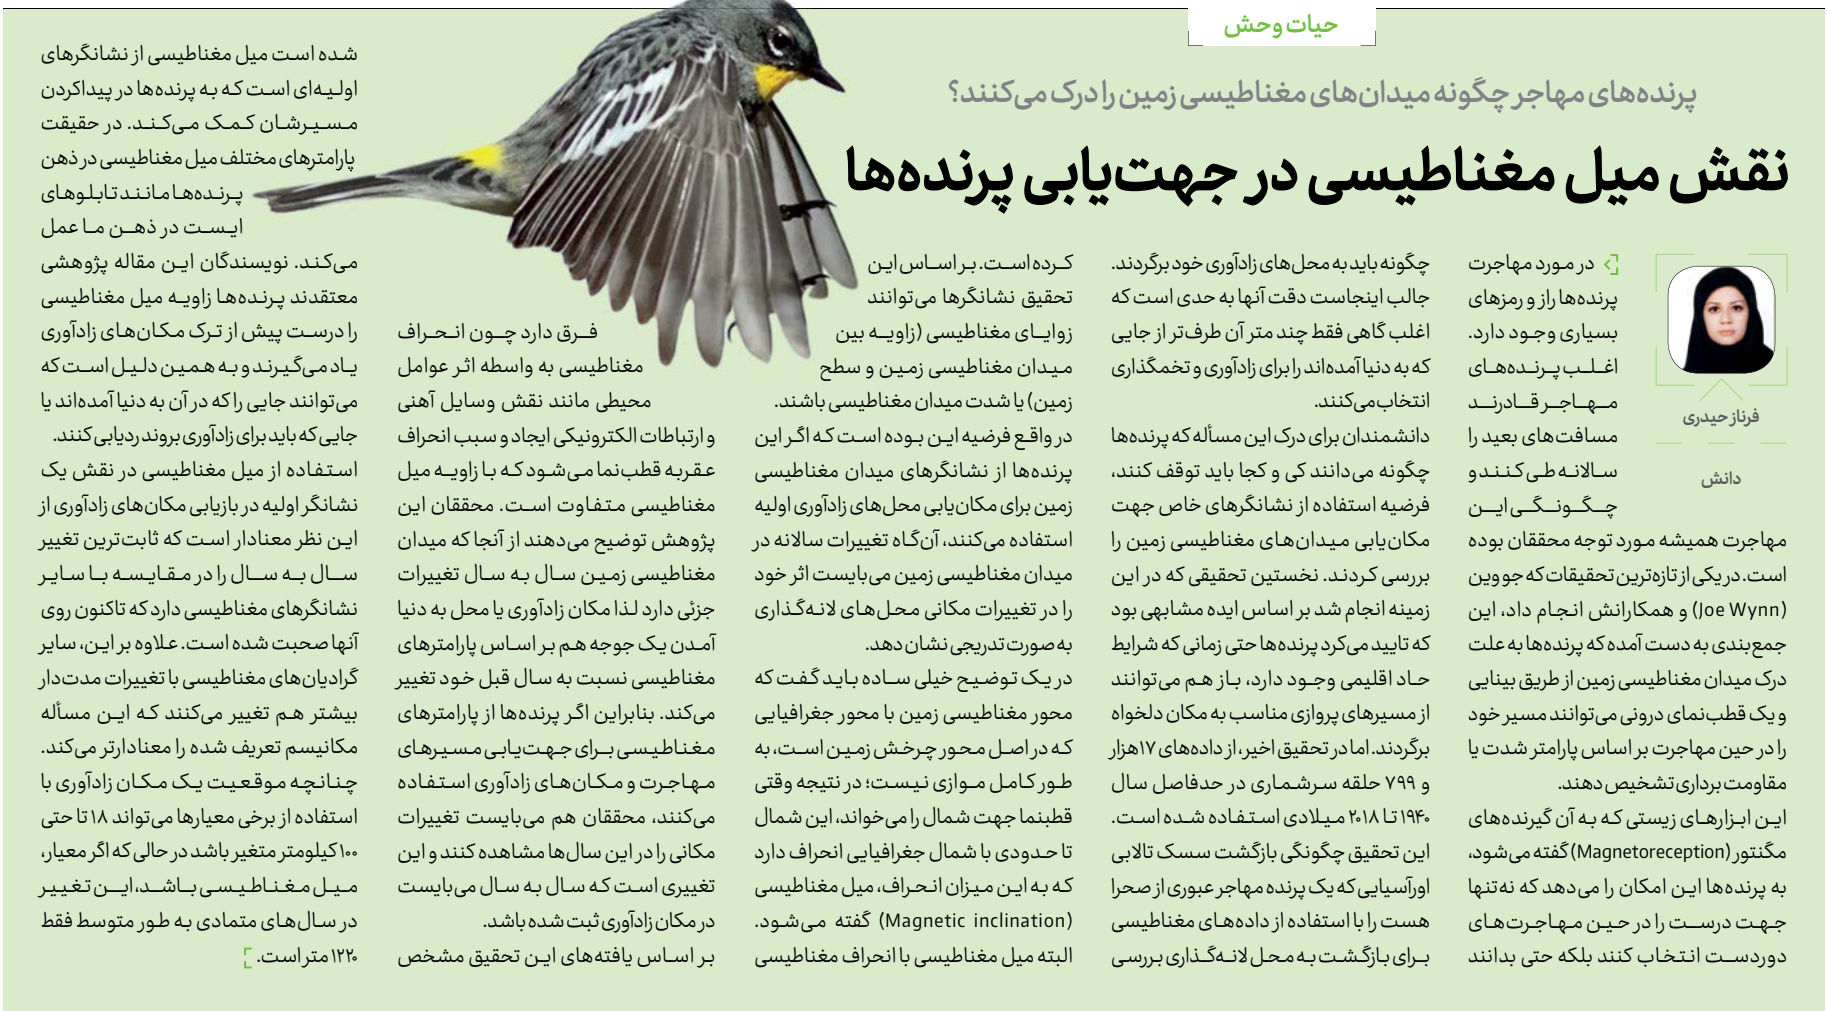 حیات وحش
پرنده‌های مهاجر چگونه میدان‌های مغناطیسی زمین را درک می‌کنند؟
نقش میل مغناطیسی در جهت‌یابی پرنده‌ها
فرناز حیدری
دانش
در مورد مهاجرت
پرنده‌ها راز و رمزهای
بسیاری وجود دارد.
اغلب پرنده‌های
مهاجر قادرند
مسافت‌های بعید را
سالانه طی کنند و
چگونگی این
مهاجرت همیشه مورد توجه محققان بوده
است. در یکی از تازه‌ترین تحقیقات که جو وین
(Joe Wynn) و همکارانش انجام داد، این
جمع‌بندی به دست آمده که پرنده‌ها به علت
درک میدان مغناطیسی زمین از طریق بینایی
و یک قطب‌نمای درونی می‌توانند مسیر خود
را در حین مهاجرت بر اساس پارامتر شدت یا
مقاومت برداری تشخیص دهند.
این ابزارهای زیستی که به آن گیرنده‌های
مگنتور (Magnetoreception) گفته می‌شود،
به پرنده‌ها این امکان را می‌دهد که نه‌تنها
جهت درست را در حین مهاجرت‌های
دوردست انتخاب کنند بلکه حتی بدانند
چگونه باید به محل‌های زادآوری خود برگردند.
جالب اینجاست دقت آنها به حدی است که
اغلب گاهی فقط چند متر آن طرف‌تر از جایی
که به دنیا آمده‌اند را برای زادآوری و تخمگذاری
انتخاب می‌کنند.
دانشمندان برای درک این مسأله که پرنده‌ها
چگونه می‌دانند کی و کجا باید توقف کنند،
فرضیه استفاده از نشانگرهای خاص جهت
مکان‌یابی میدان‌های مغناطیسی زمین را
بررسی کردند. نخستین تحقیقی که در این
زمینه انجام شد بر اساس ایده مشابهی بود
که تایید می‌کرد پرنده‌ها حتی زمانی که شرایط
حاد اقلیمی وجود دارد، باز هم می‌توانند
از مسیرهای پروازی مناسب به مکان دلخواه
برگردند. اما در تحقیق اخیر، از داده‌های ۱۷هزار
و ۷۹۹ حلقه سرشماری در حدفاصل سال
۱۹۴۰ تا ۲۰۱۸ میلادی استفاده شده است.
این تحقیق چگونگی بازگشت سسک تالابی
اورآسیایی که یک پرنده مهاجر عبوری از صحرا
هست را با استفاده از داده‌های مغناطیسی
برای بازگشت به محل لانه‌گذاری بررسی
کرده است. بر اساس این
تحقیق نشانگرها می‌توانند
زوایای مغناطیسی (زاویه بین
میدان مغناطیسی زمین و سطح
زمین) یا شدت میدان مغناطیسی باشند.
در واقع فرضیه این بوده است که اگر این
پرنده‌ها از نشانگرهای میدان مغناطیسی
زمین برای مکان‌یابی محل‌های زادآوری اولیه
استفاده می‌کنند، آن‌گاه تغییرات سالانه در
میدان مغناطیسی زمین می‌بایست اثر خود
را در تغییرات مکانی محل‌های لانه‌گذاری
به صورت تدریجی نشان دهد.
در یک توضیح خیلی ساده باید گفت که
محور مغناطیسی زمین با محور جغرافیایی
که در اصل محور چرخش زمین است، به
طور کامل موازی نیست؛ در نتیجه وقتی
قطبنما جهت شمال را می‌خواند، این شمال
تا حدودی با شمال جغرافیایی انحراف دارد
که به این میزان انحراف، میل مغناطیسی
(Magnetic inclination) گفته می‌شود.
البته میل مغناطیسی با انحراف مغناطیسی
فرق دارد چون انحراف
مغناطیسی به واسطه اثر عوامل
محیطی مانند نقش وسایل آهنی
و ارتباطات الکترونیکی ایجاد و سبب انحراف
عقربه قطب‌نما می‌شود که با زاویه میل
مغناطیسی متفاوت است. محققان این
پژوهش توضیح می‌دهند از آنجا که میدان
مغناطیسی زمین سال به سال تغییرات
جزئی دارد لذا مکان زادآوری یا محل به دنیا
آمدن یک جوجه هم بر اساس پارامترهای
مغناطیسی نسبت به سال قبل خود تغییر
می‌کند. بنابراین اگر پرنده‌ها از پارامترهای
مغناطیسی برای جهت‌یابی مسیرهای
مهاجرت و مکان‌های زادآوری استفاده
می‌کنند، محققان هم می‌بایست تغییرات
مکانی را در این سال‌ها مشاهده کنند و این
تغییری است که سال به سال می‌بایست
در مکان زادآوری ثبت شده باشد.
بر اساس یافته‌های این تحقیق مشخص
شده است میل مغناطیسی از نشانگرهای
اولیه‌ای است که به پرنده‌ها در پیداکردن
مسیرشان کمک می‌کند. در حقیقت
پارامترهای مختلف میل مغناطیسی در ذهن
پرنده‌ها مانند تابلوهای
ایست در ذهن ما عمل
می‌کند. نویسندگان این مقاله پژوهشی
معتقدند پرنده‌ها زاویه میل مغناطیسی
را درست پیش از ترک مکان‌های زادآوری
یاد می‌گیرند و به همین دلیل است که
می‌توانند جایی را که در آن به دنیا آمده‌اند یا
جایی که باید برای زادآوری بروند ردیابی کنند.
استفاده از میل مغناطیسی در نقش یک
نشانگر اولیه در بازیابی مکان‌های زادآوری از
این نظر معنادار است که ثابت‌ترین تغییر
سال به سال را در مقایسه با سایر
نشانگرهای مغناطیسی دارد که تاکنون روی
آنها صحبت شده است. علاوه بر این، سایر
گرادیان‌های مغناطیسی با تغییرات مدت‌دار
بیشتر هم تغییر می‌کنند که این مسأله
مکانیسم تعریف شده را معنادارتر می‌کند.
چنانچه موقعیت یک مکان زادآوری با
استفاده از برخی معیارها می‌تواند ۱۸ تا حتی
۱۰۰ کیلومتر متغیر باشد در حالی که اگر معیار،
میل مغناطیسی باشد، این تغییر
در سال‌های متمادی به طور متوسط فقط
۱۲۲۰ متر است.